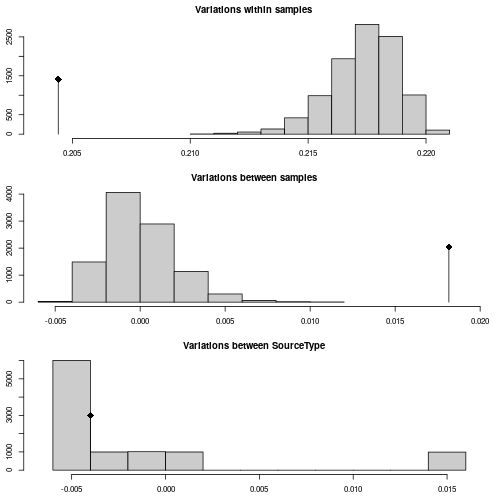 Variations within samples
0 500 1500 2500
0.205 0.210 0.215 0.220
Variations between samples
0 1000 2000 3000 4000
-0.005 0.000 0.005 0.010 0.015 0.020
Variations between SourceType
0 1000 3000 5000
-0.005 0.000 0.005 0.010 0.015